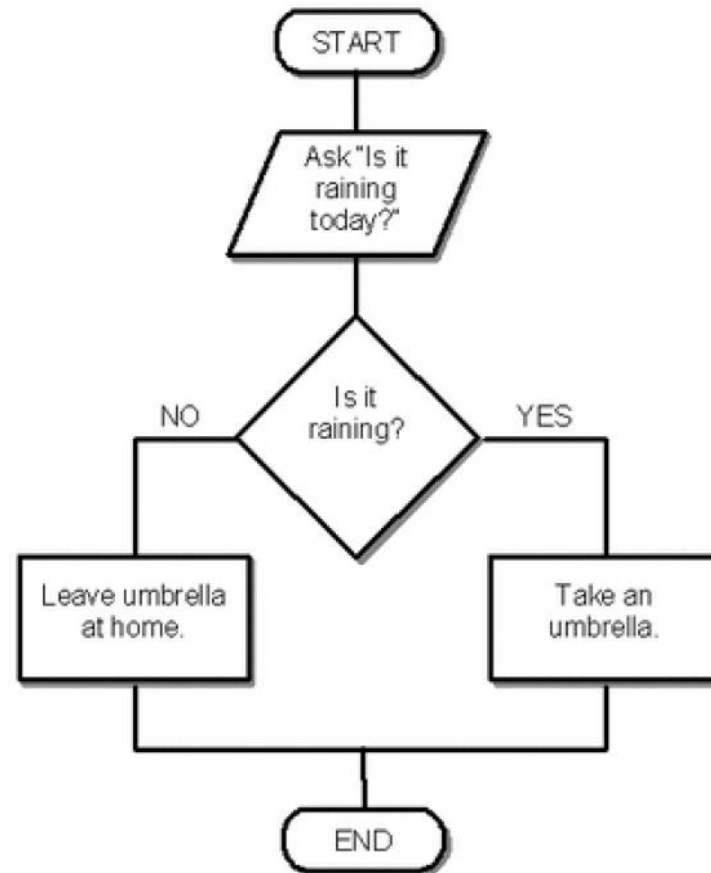 START
Ask "Is it
raining
today?"
Is it
raining?
NO
YES
Leave umbrella
at home.
Take an
umbrella.
END